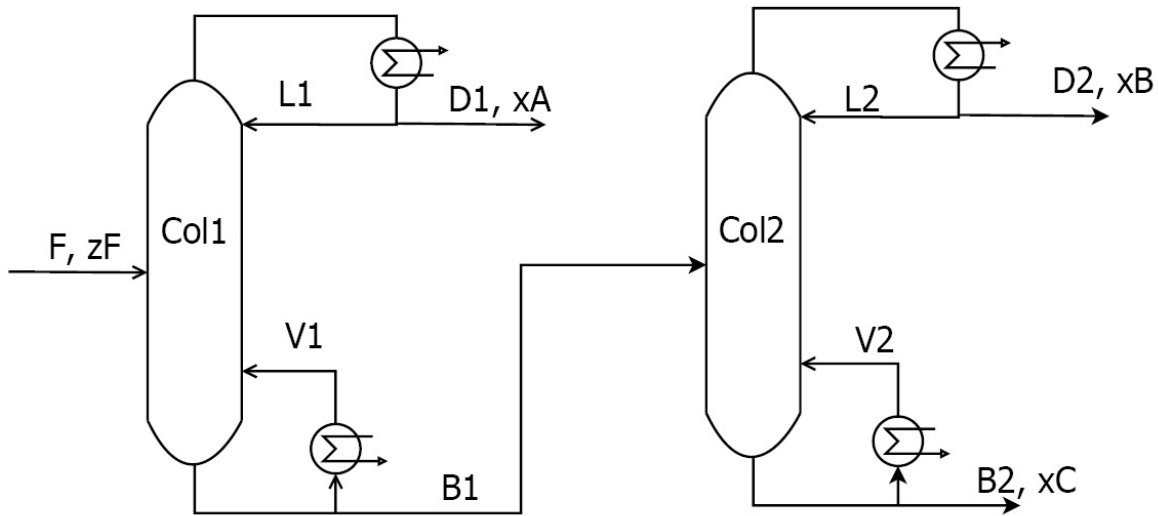 L1
D1, xA
L2
D2, xB
F, zF
Col1
Col2
V1
V2
B1
B2, xC